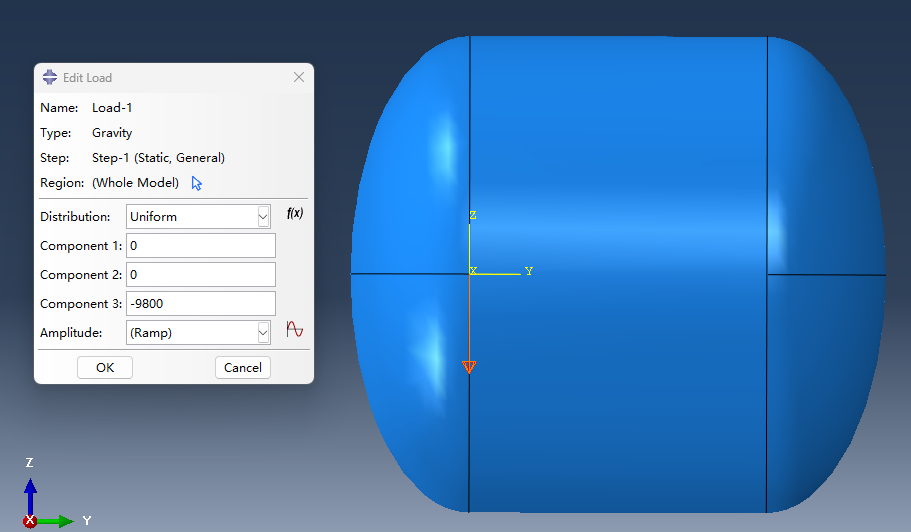 Edit Load
Name: Load-1
Type: Gravity
Step: Step-1 (Static, General)
Region: (Whole Model)
Distribution: Uniform f(x)
Component 1: 0
Component 2: 0
Component 3: -9800
Amplitude: (Ramp)
OK Cancel
Z
X Y
Z
X Y